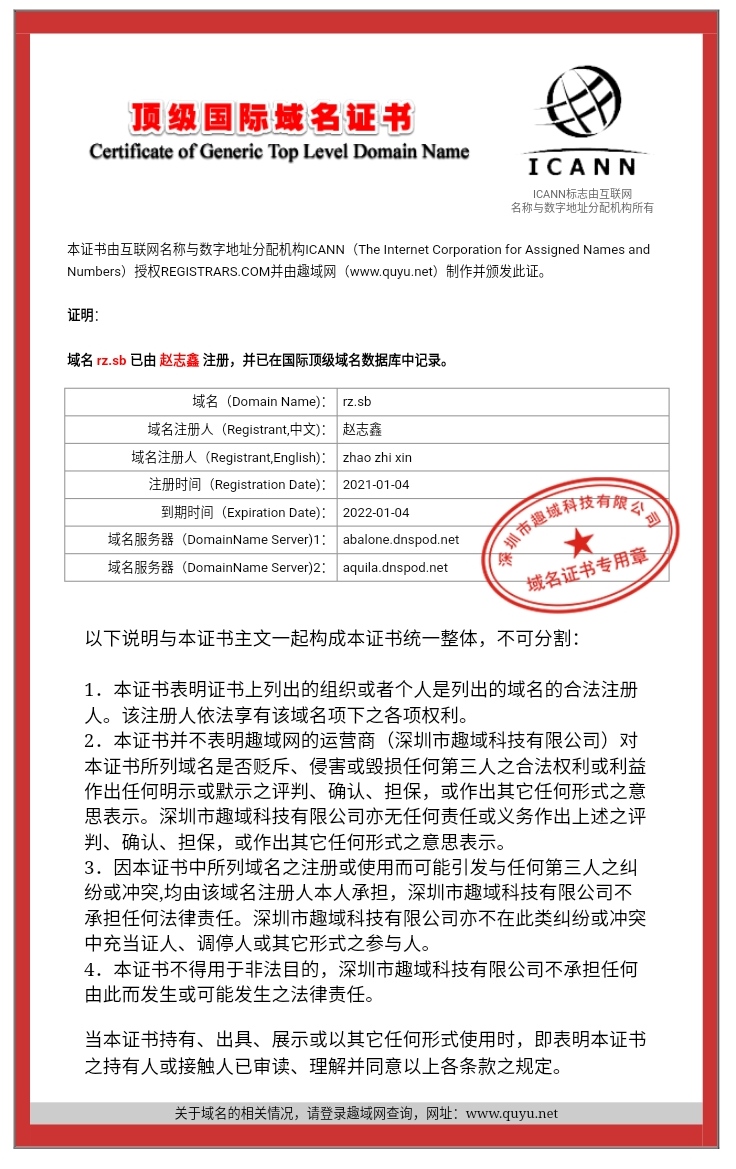 顶级国际域名证书
Certificate of Generic Top Level Domain Name
ICANN
ICANN标志由互联网
名称与数字地址分配机构所有
本证书由互联网名称与数字地址分配机构ICANN（The Internet Corporation for Assigned Names and
Numbers）授权REGISTRARS.COM并由趣域网（www.quyu.net）制作并颁发此证。
证明:
域名 rz.sb 已由 赵志鑫 注册，并已在国际顶级域名数据库中记录。
域名（Domain Name)： rz.sb
域名注册人（Registrant,中文)： 赵志鑫
域名注册人（Registrant,English)： zhao zhi xin
注册时间（Registration Date)： 2021-01-04
到期时间（Expiration Date)： 2022-01-04
域名服务器（DomainName Server)1： abalone.dnspod.net
域名服务器（DomainName Server)2： aquila.dnspod.net
深圳市趣域科技有限公司
域名证书专用章
以下说明与本证书主文一起构成本证书统一整体，不可分割：
1．本证书表明证书上列出的组织或者个人是列出的域名的合法注册
人。该注册人依法享有该域名项下之各项权利。
2．本证书并不表明趣域网的运营商（深圳市趣域科技有限公司）对
本证书所列域名是否贬斥、侵害或毁损任何第三人之合法权利或利益
作出任何明示或默示之评判、确认、担保，或作出其它任何形式之意
思表示。深圳市趣域科技有限公司亦无任何责任或义务作出上述之评
判、确认、担保，或作出其它任何形式之意思表示。
3．因本证书中所列域名之注册或使用而可能引发与任何第三人之纠
纷或冲突,均由该域名注册人本人承担，深圳市趣域科技有限公司不
承担任何法律责任。深圳市趣域科技有限公司亦不在此类纠纷或冲突
中充当证人、调停人或其它形式之参与人。
4．本证书不得用于非法目的，深圳市趣域科技有限公司不承担任何
由此而发生或可能发生之法律责任。
当本证书持有、出具、展示或以其它任何形式使用时，即表明本证书
之持有人或接触人已审读、理解并同意以上各条款之规定。
关于域名的相关情况，请登录趣域网查询，网址：www.quyu.net